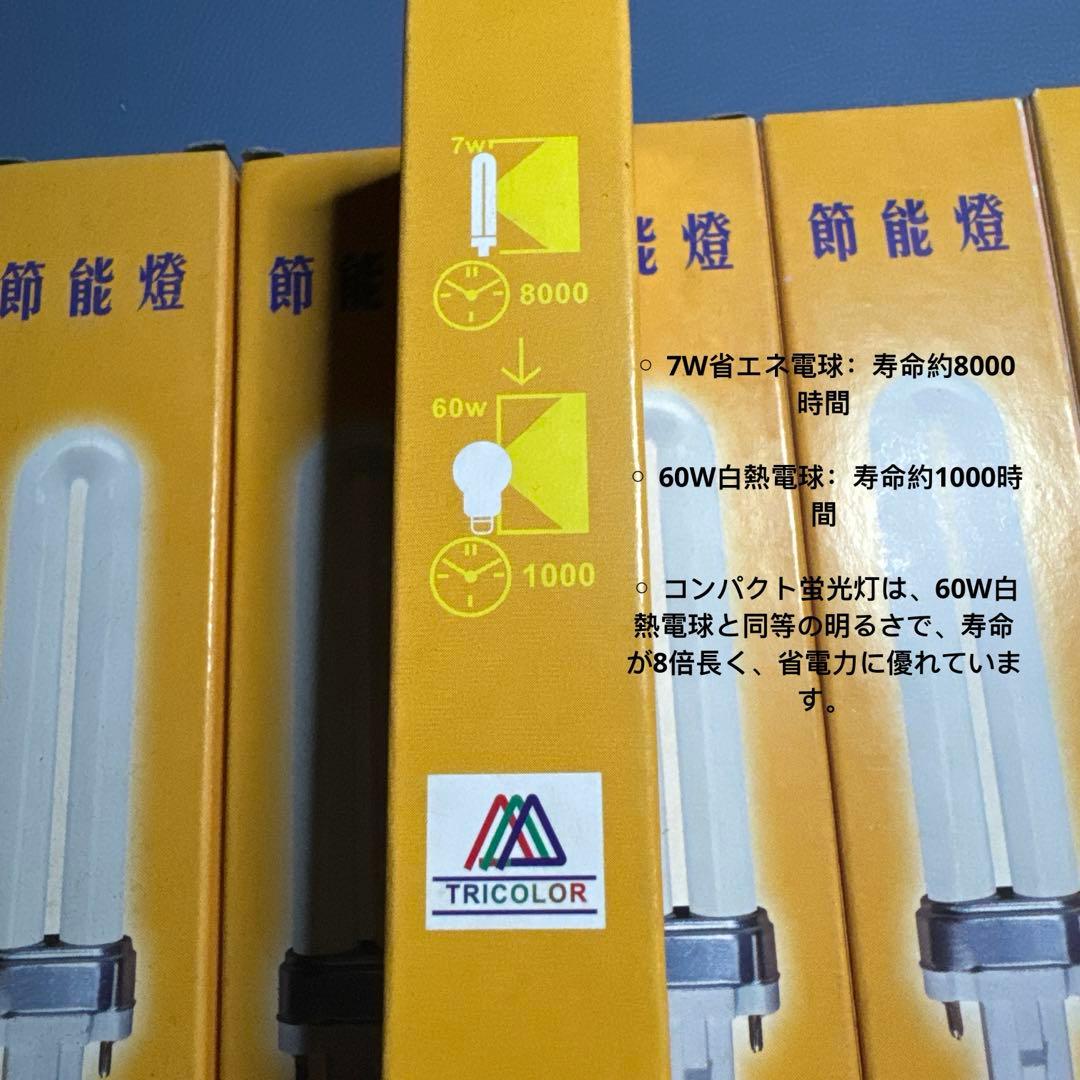 節能燈
節能
能燈
節能燈
7w
8000
60w
1000
TRICOLOR
○ 7W省エネ電球：寿命約8000
時間
○ 60W白熱電球：寿命約1000時
間
○ コンパクト蛍光灯は、60W白
熱電球と同等の明るさで、寿命
が8倍長く、省電力に優れていま
す。